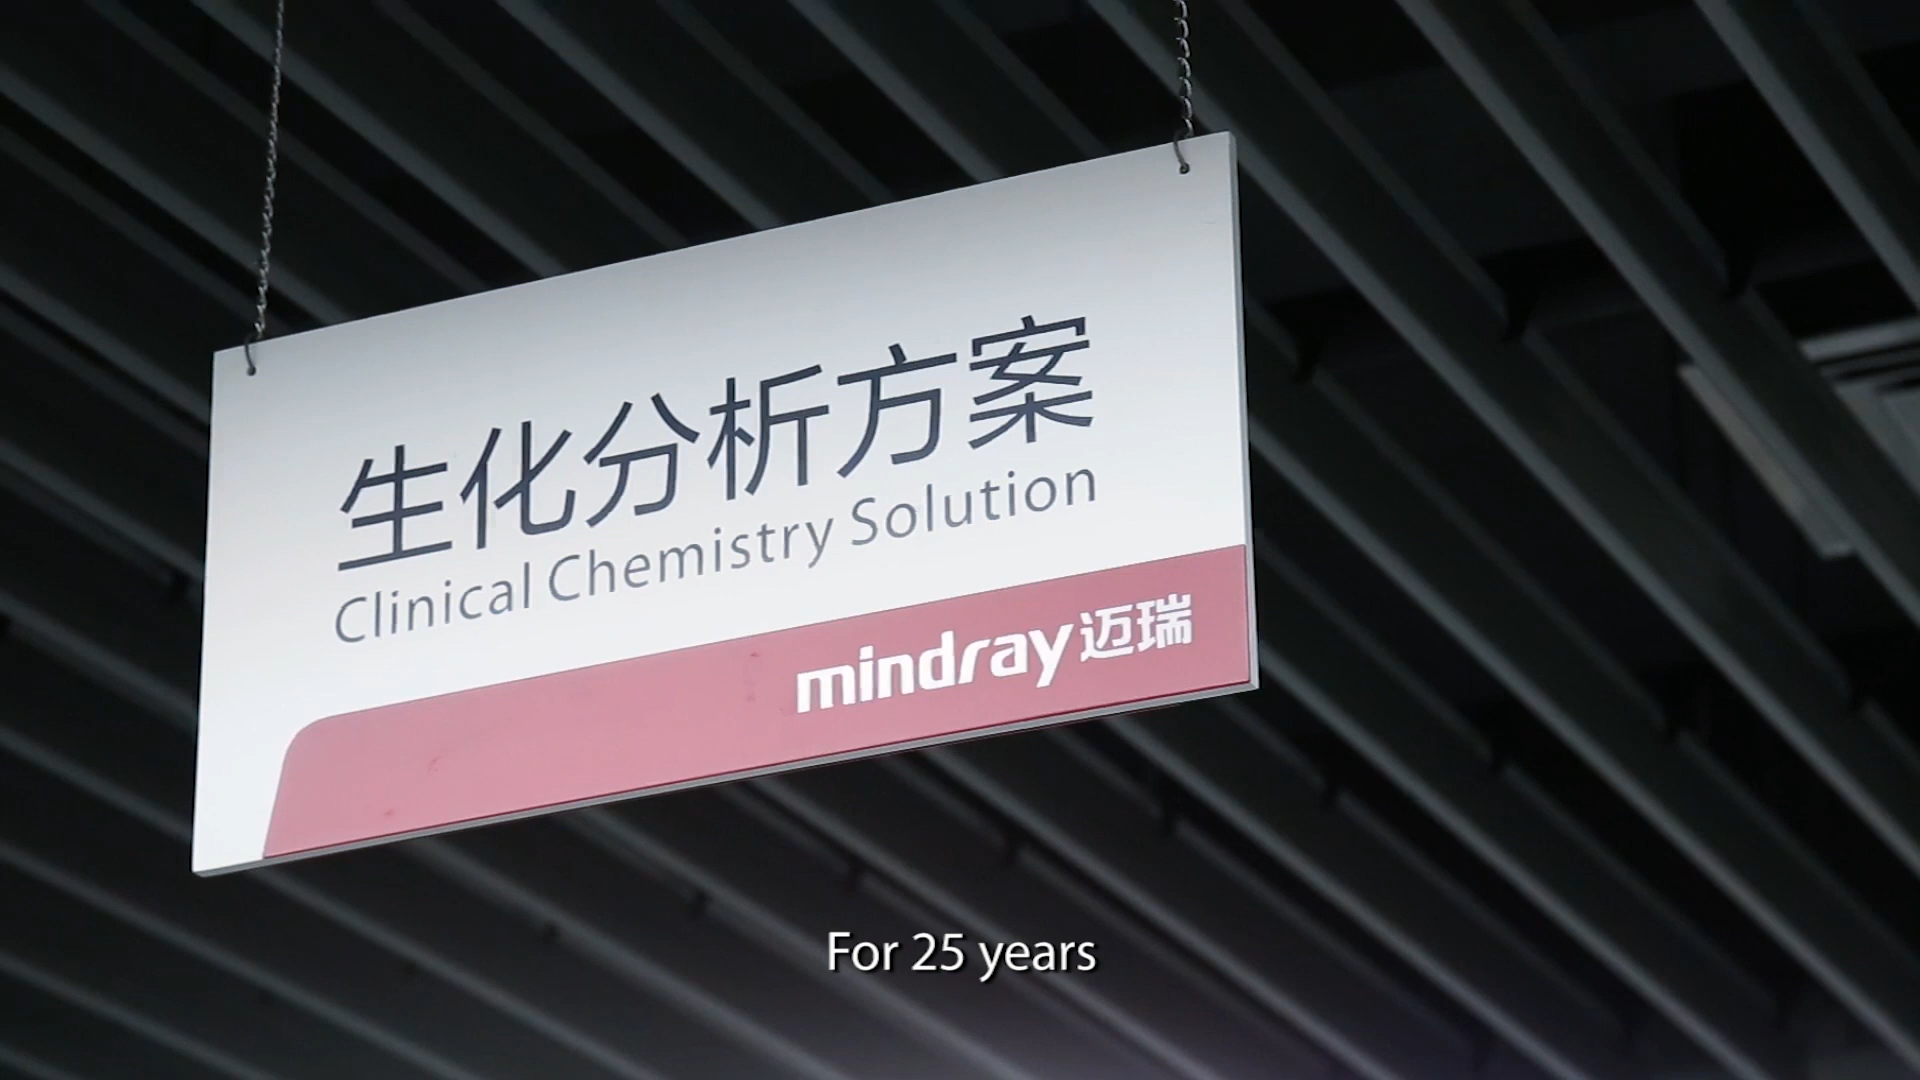 生化分析方案
Clinical Chemistry Solution
mindray迈瑞
For 25 years